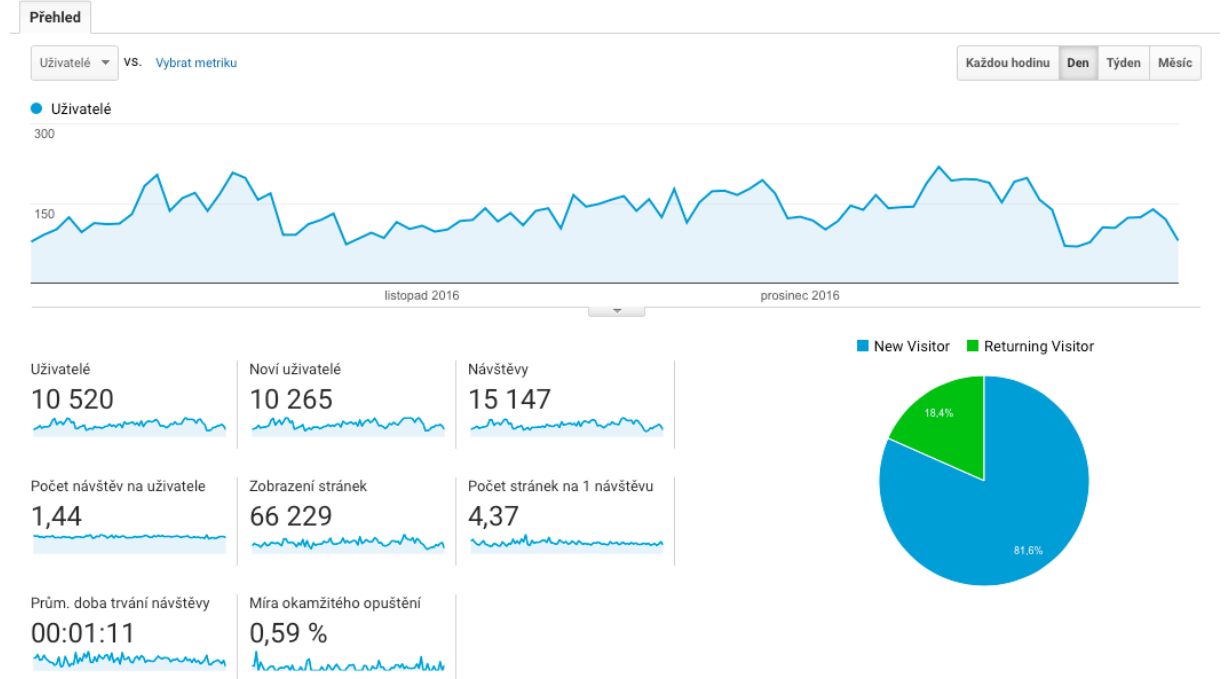 Přehled
Uživatelé VS. Vybrat metriku
Každou hodinu Den Týden Měsíc
Uživatelé
300
150
listopad 2016 prosinec 2016
New Visitor Returning Visitor
Uživatelé Noví uživatelé Návštěvy
10 520 10 265 15 147
18,4%
Počet návštěv na uživatele Zobrazení stránek Počet stránek na 1 návštěvu
1,44 66 229 4,37
81,6%
Prům. doba trvání návštěvy Míra okamžitého opuštění
00:01:11 0,59 %